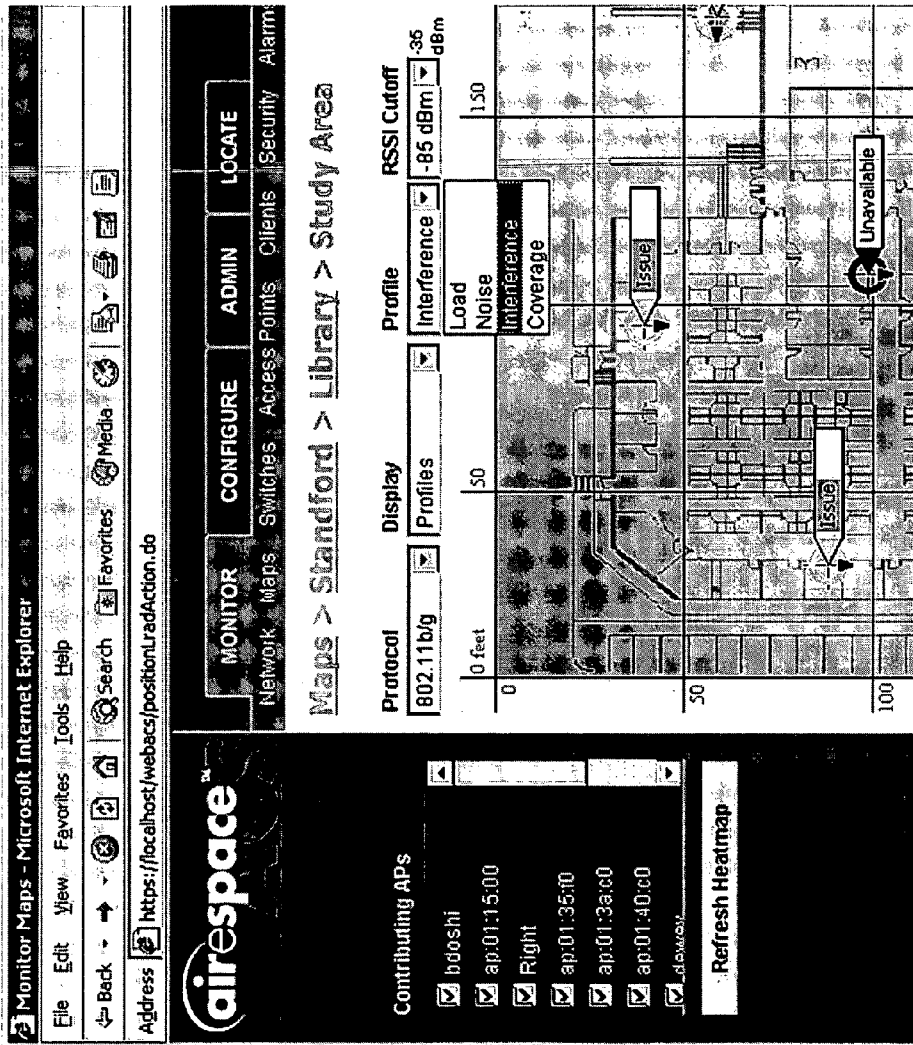 Monitor Maps - Microsoft Internet Explorer
File Edit View Favorites Tools Help
Back Search Favorites Media
Address https://localhost/webacs/positionLradAction.do
airespace™
MONITOR CONFIGURE ADMIN LOCATE
Network Maps Switches Access Points Clients Security Alarm
Maps > Standford > Library > Study Area
Contributing APs
bdoshi
ap:01:15:00
Right
ap:01:35:f0
ap:01:3a:c0
ap:01:40:c0
dewey
Refresh Heatmap
Protocol Display Profile RSSI Cutoff
802.11b/g Profiles Interference -85 dBm -35 dBm
Load
Noise
Interference
Coverage
0 feet 50 150
0
50
100
Issue
Issue
Unavailable
3